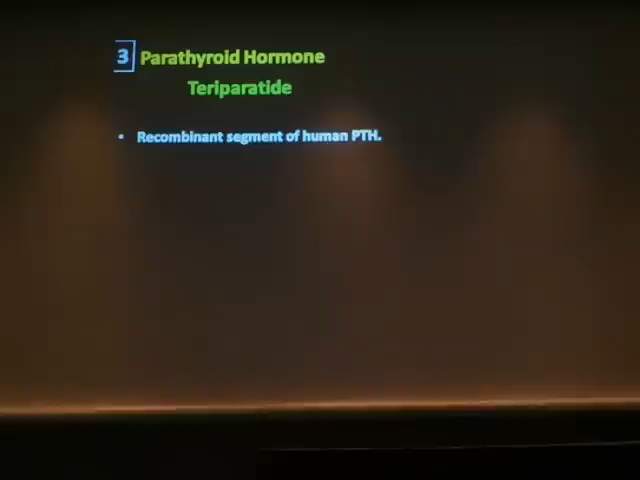 3 Parathyroid Hormone
Teriparatide
• Recombinant segment of human PTH.